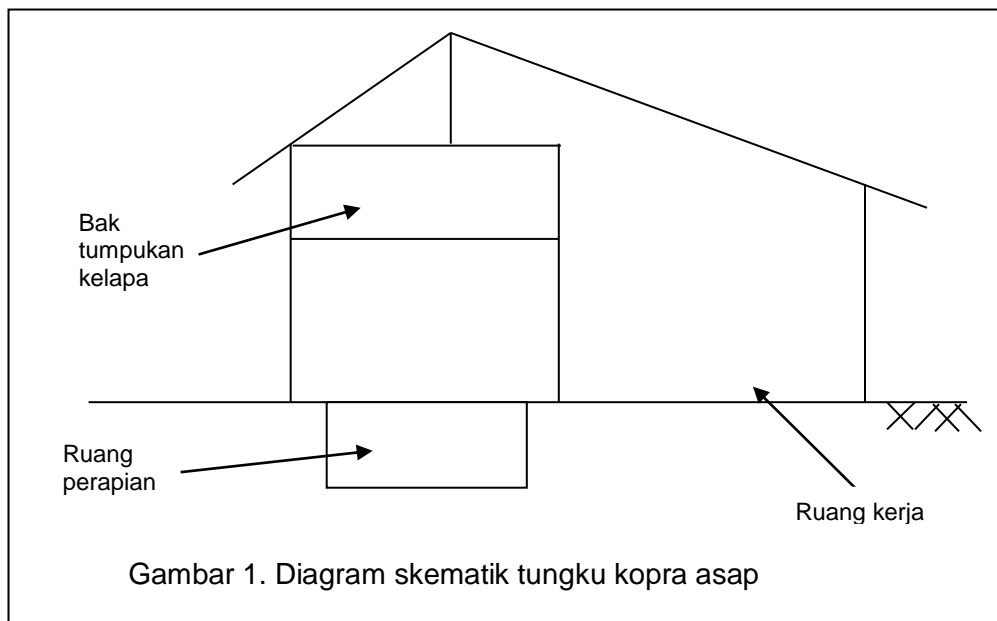 Bak
tumpukan
kelapa
Ruang
perapian
Ruang kerja
Gambar 1. Diagram skematik tungku kopra asap